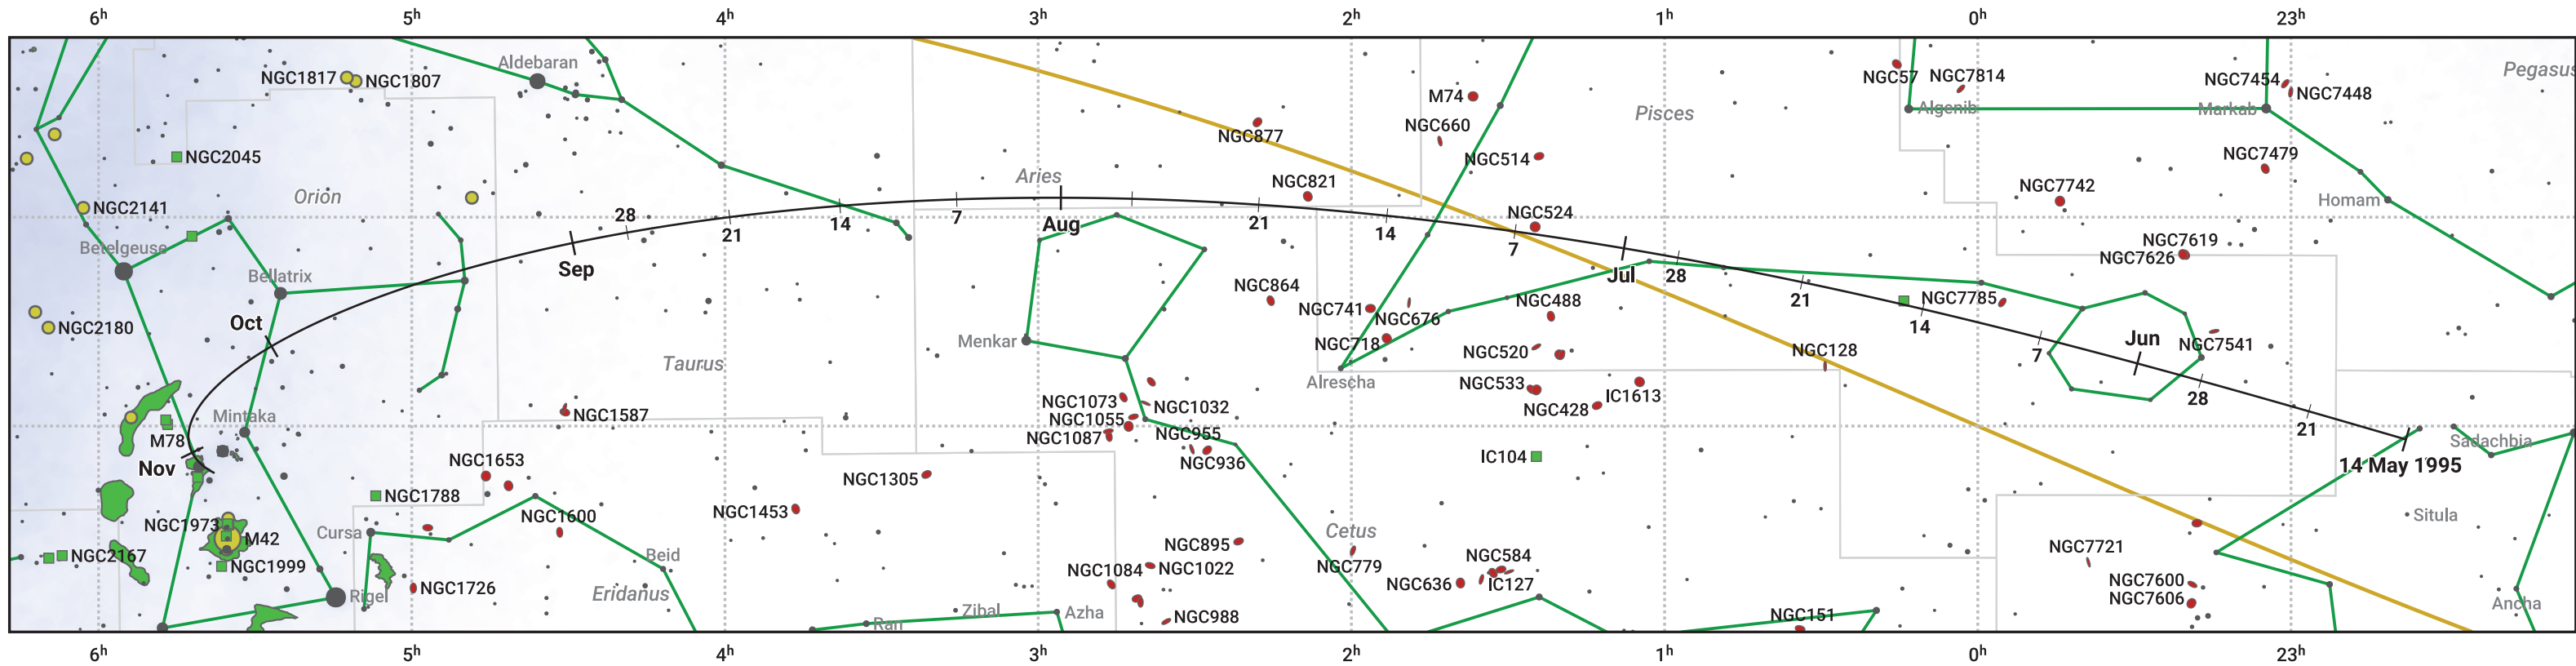 6h 5h 4h 3h 2h 1h 0h 23h
Aldebaran
Pegasus
NGC1817 NGC1807
NGC57 NGC7814
NGC7454
NGC7448
M74
Algenib
Markab
Pisces
NGC660
NGC877
NGC2045
NGC514
NGC7479
Aries
NGC821
NGC7742
Orion
Homam
NGC2141
28
21
14
7
Aug
21
14
NGC524
7
Betelgeuse
NGC7619
NGC7626
Sep
Bellatrix
Jul
28
21
NGC864
NGC741
NGC676
NGC488
NGC7785
14
Oct
NGC2180
Menkar
NGC718
Jun
7
NGC7541
Taurus
NGC520
NGC128
Alrescha
NGC533
IC1613
28
NGC1073
NGC1032
NGC428
Mintaka
NGC1587
NGC1055
21
M78
NGC1087
NGC955
Sadachbia
NGC936
IC104
14 May 1995
Nov
NGC1653
NGC1305
NGC1788
NGC1453
NGC1600
Situla
NGC1973
Cursa
Cetus
M42
NGC895
NGC7721
NGC2167
Beid
NGC584
NGC1999
NGC1084
NGC1022
NGC779
NGC636
IC127
NGC7600
NGC1726
Eridanus
Rigel
NGC7606
Ancha
Zibal
Azha
NGC988
NGC151
Ran
6h 5h 4h 3h 2h 1h 0h 23h